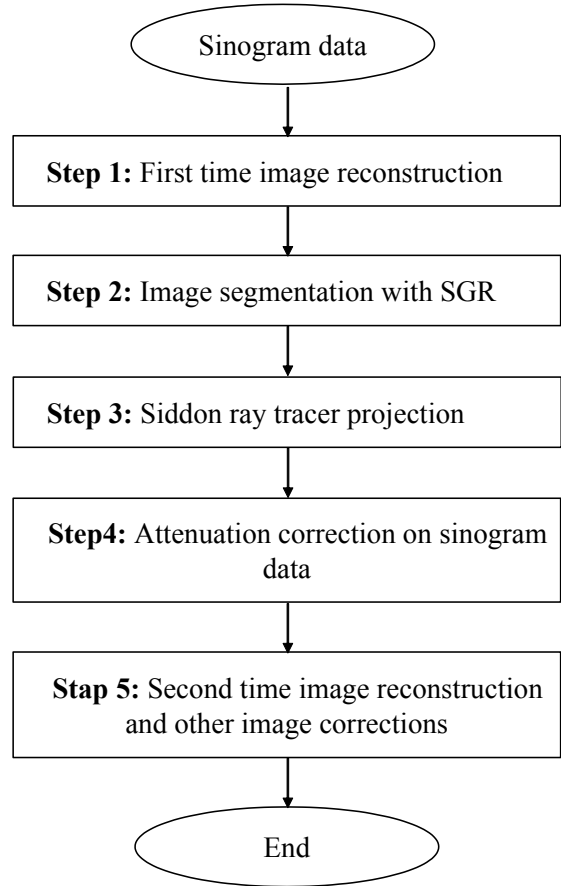 Sinogram data
Step 1: First time image reconstruction
Step 2: Image segmentation with SGR
Step 3: Siddon ray tracer projection
Step4: Attenuation correction on sinogram
data
Stap 5: Second time image reconstruction
and other image corrections
End